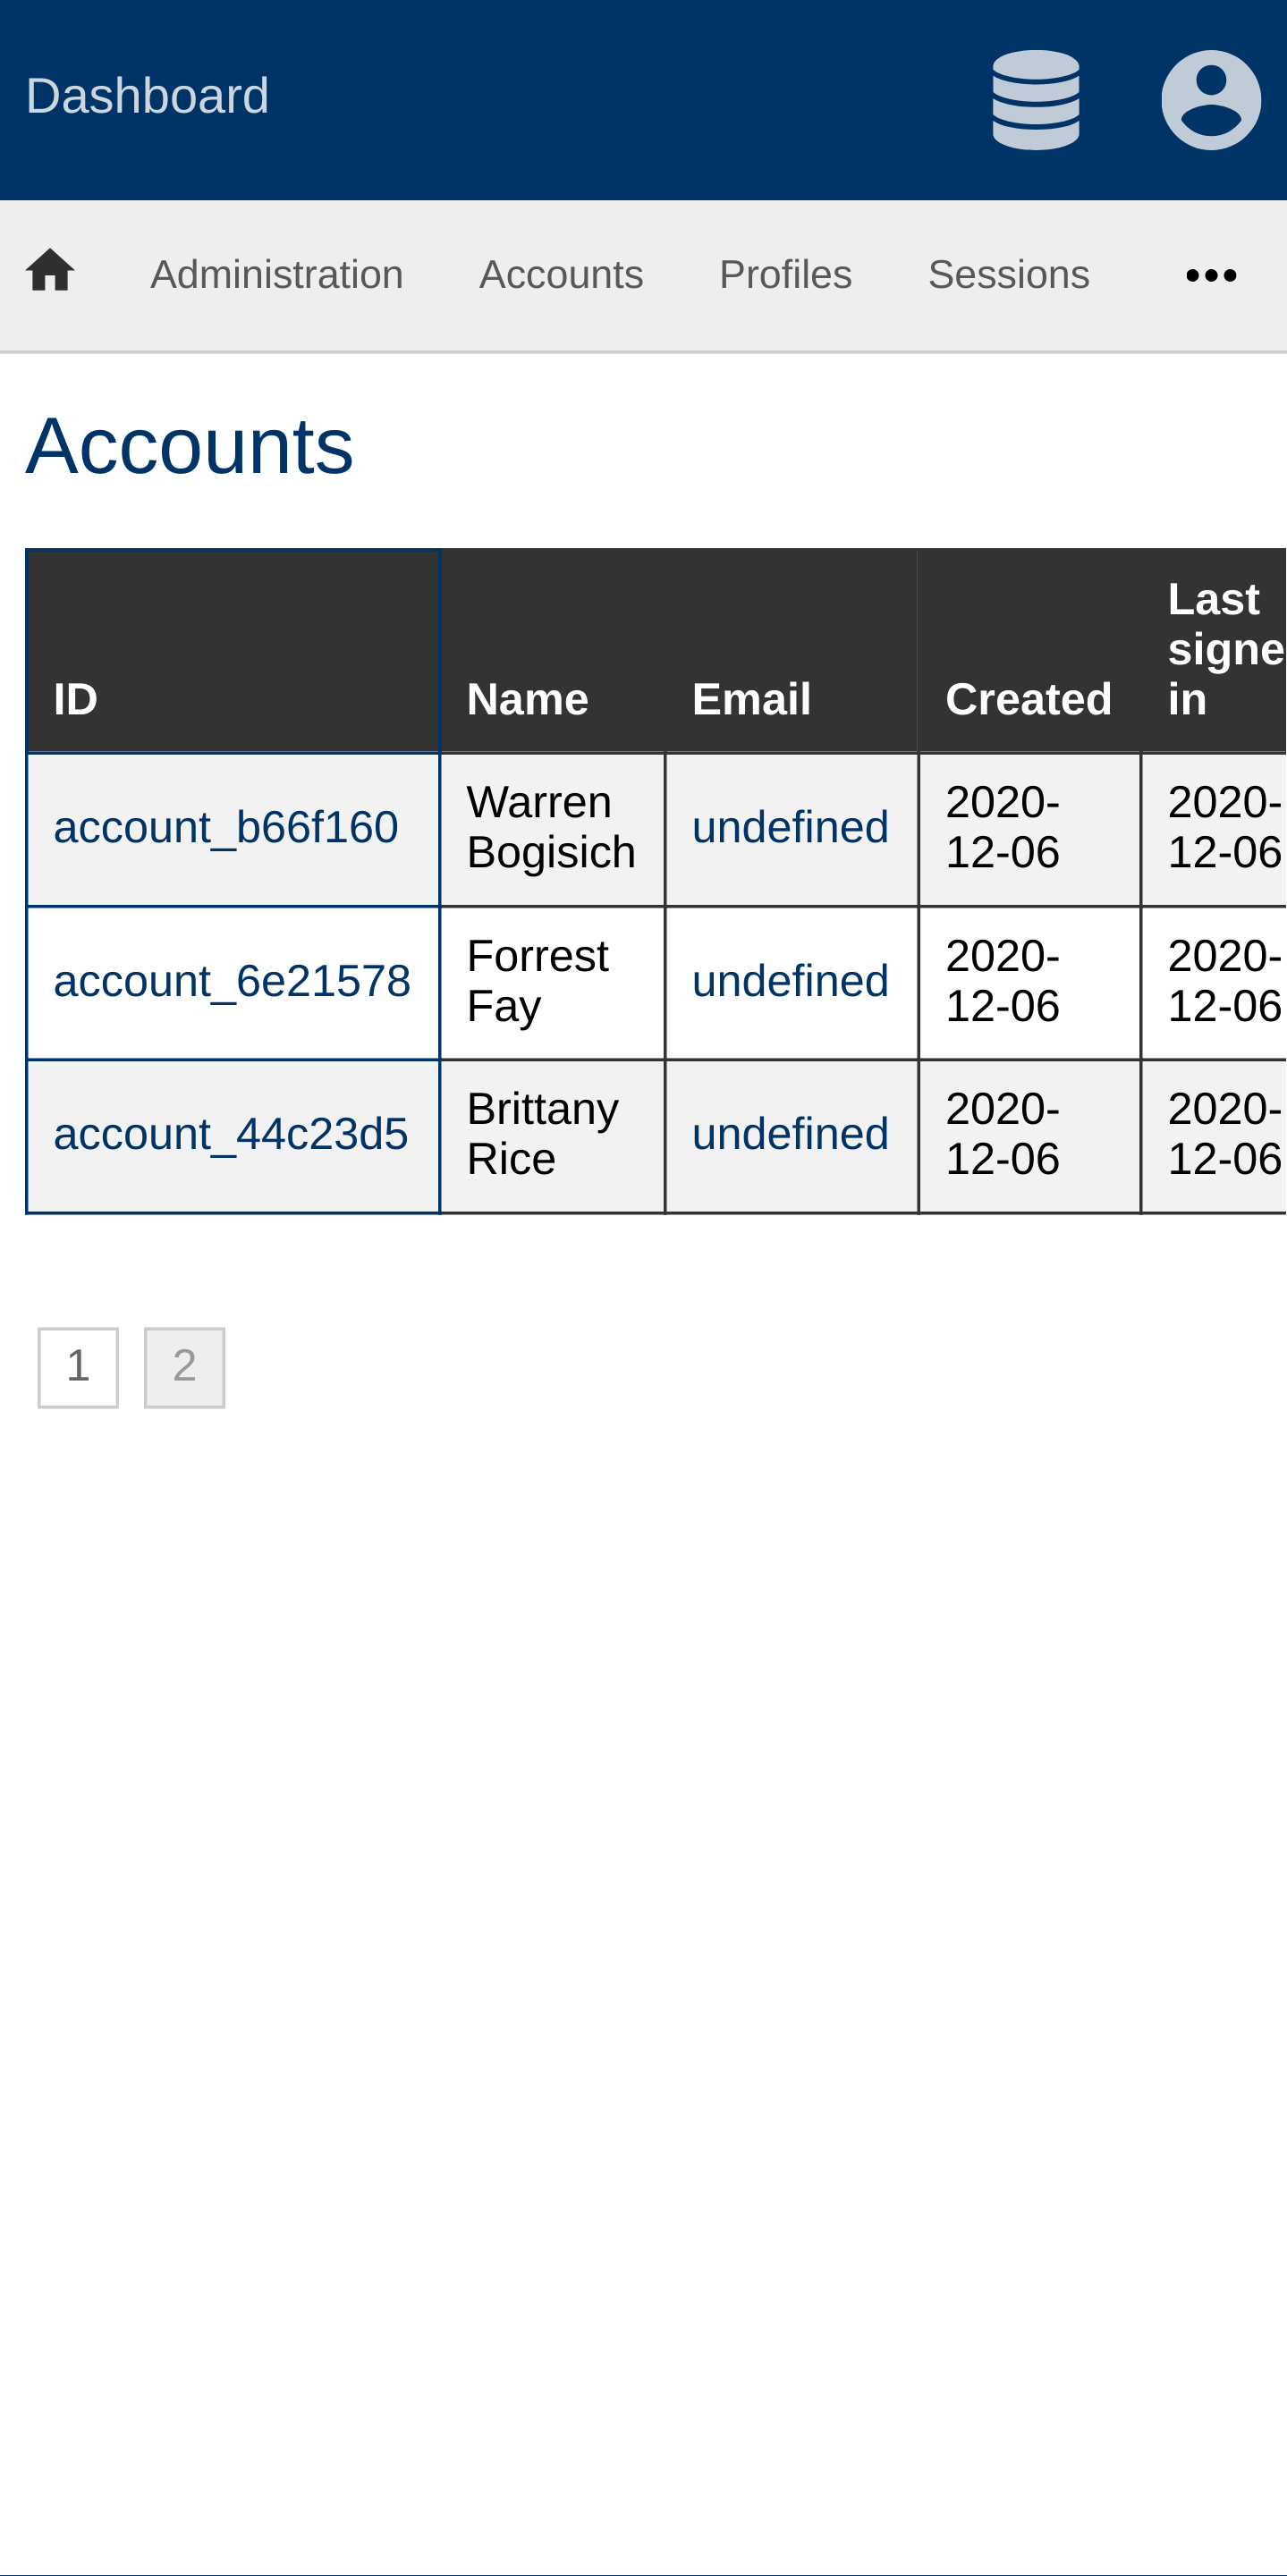 Dashboard
Administration Accounts Profiles Sessions
Accounts
ID Name Email Created Last signe in
account_b66f160 Warren Bogisich undefined 2020-12-06 2020-12-06
account_6e21578 Forrest Fay undefined 2020-12-06 2020-12-06
account_44c23d5 Brittany Rice undefined 2020-12-06 2020-12-06
1 2